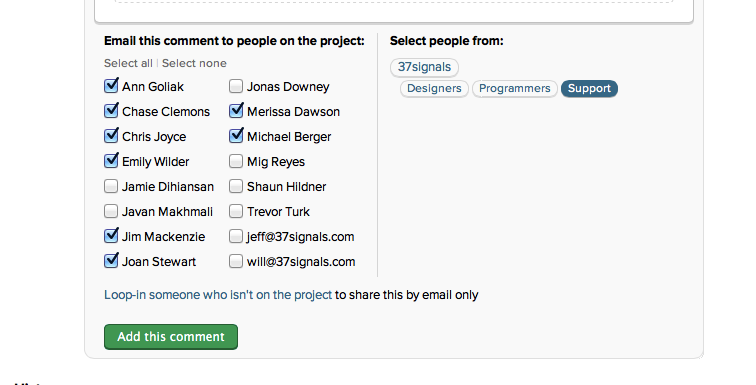 Email this comment to people on the project:
Select all | Select none
Ann Goliak
Chase Clemons
Chris Joyce
Emily Wilder
Jamie Dihiansan
Javan Makhmali
Jim Mackenzie
Joan Stewart
Jonas Downey
Merissa Dawson
Michael Berger
Mig Reyes
Shaun Hildner
Trevor Turk
jeff@37signals.com
will@37signals.com
Loop-in someone who isn't on the project to share this by email only
Add this comment
Select people from:
37signals
Designers Programmers Support